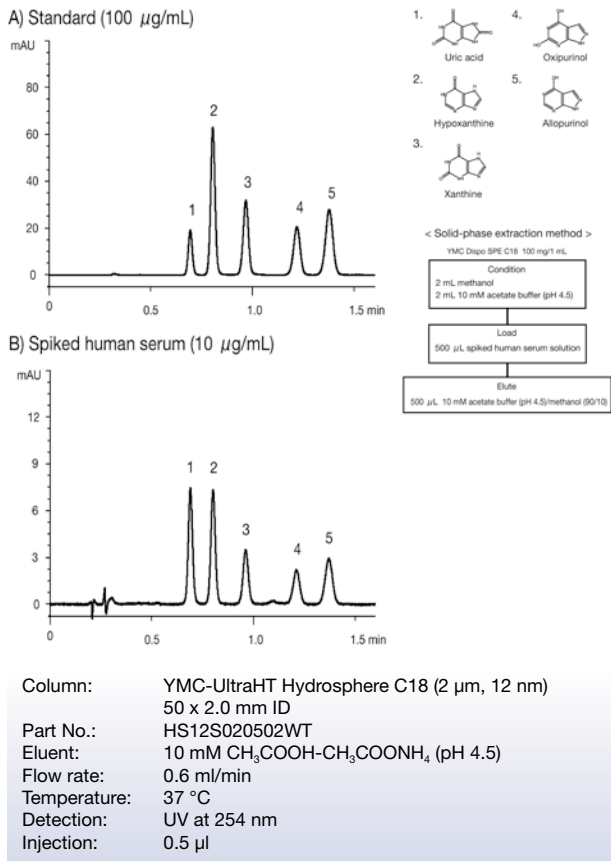 A) Standard (100 μg/mL)
mAU
80
60
40
20
0
1
2
3
4
5
0
0.5
1.0
1.5 min
B) Spiked human serum (10 μg/mL)
mAU
12
9
6
3
0
1
2
3
4
5
0
0.5
1.0
1.5 min
1.
Uric acid
2.
Hypoxanthine
3.
Xanthine
4.
Oxipurinol
5.
Allopurinol
< Solid-phase extraction method >
YMC Dispo SPE C18 100 mg/1 mL
Condition
2 mL methanol
2 mL 10 mM acetate buffer (pH 4.5)
Load
500 μL spiked human serum solution
Elute
500 μL 10 mM acetate buffer (pH 4.5)/methanol (90/10)
Column: YMC-UltraHT Hydrosphere C18 (2 μm, 12 nm)
50 x 2.0 mm ID
Part No.: HS12S020502WT
Eluent: 10 mM CH₃COOH-CH₃COONH₄ (pH 4.5)
Flow rate: 0.6 ml/min
Temperature: 37 °C
Detection: UV at 254 nm
Injection: 0.5 μl